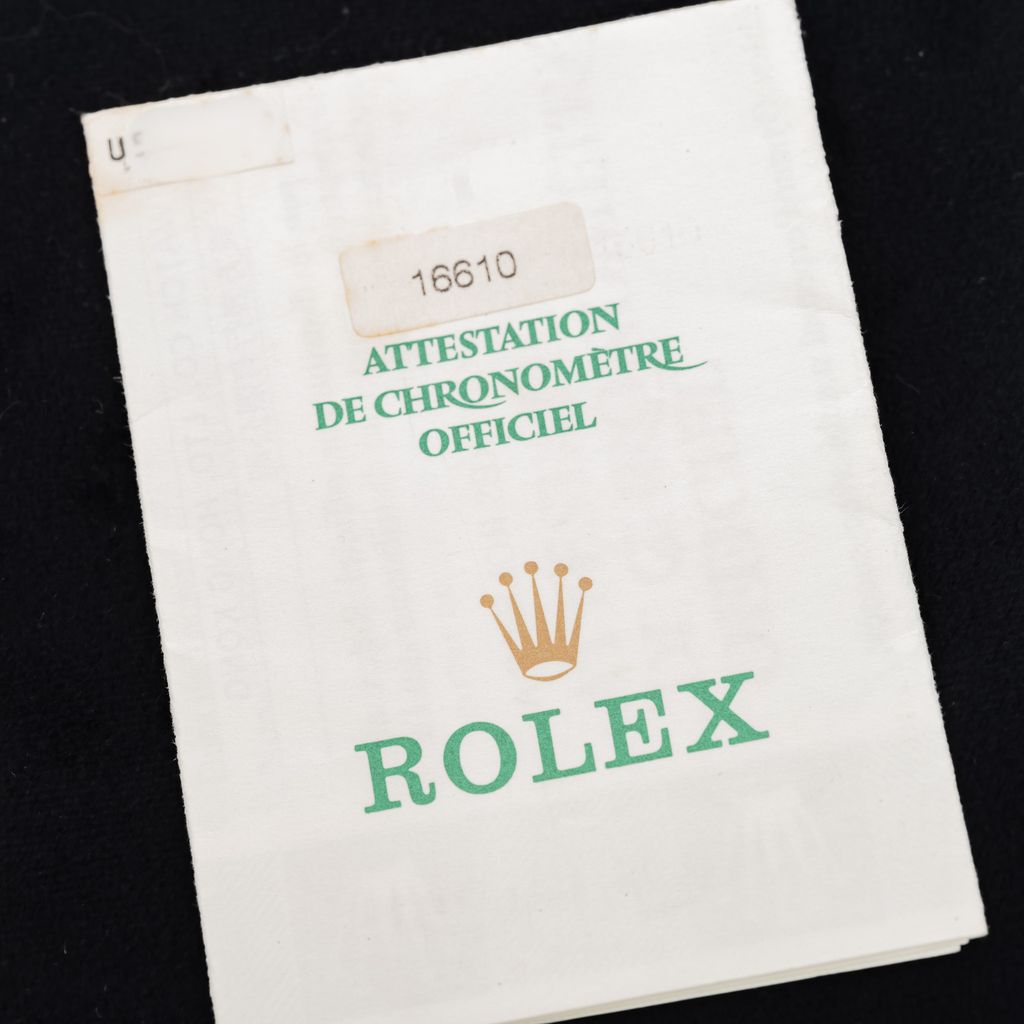 U
16610
ATTESTATION
DE CHRONOMÈTRE
OFFICIEL
ROLEX